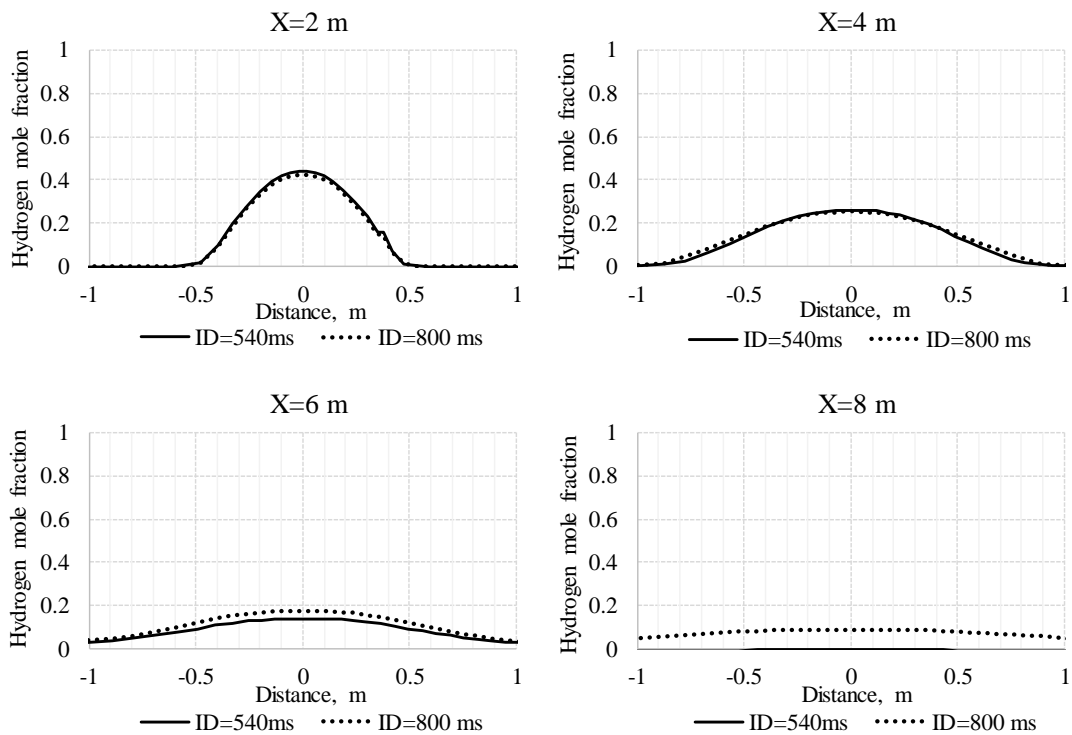 X=2 m
Hydrogen mole fraction
1
0.8
0.6
0.4
0.2
0
-1 -0.5 0 0.5 1
Distance, m
ID=540ms ID=800 ms
X=4 m
Hydrogen mole fraction
1
0.8
0.6
0.4
0.2
0
-1 -0.5 0 0.5 1
Distance, m
ID=540ms ID=800 ms
X=6 m
Hydrogen mole fraction
1
0.8
0.6
0.4
0.2
0
-1 -0.5 0 0.5 1
Distance, m
ID=540ms ID=800 ms
X=8 m
Hydrogen mole fraction
1
0.8
0.6
0.4
0.2
0
-1 -0.5 0 0.5 1
Distance, m
ID=540ms ID=800 ms